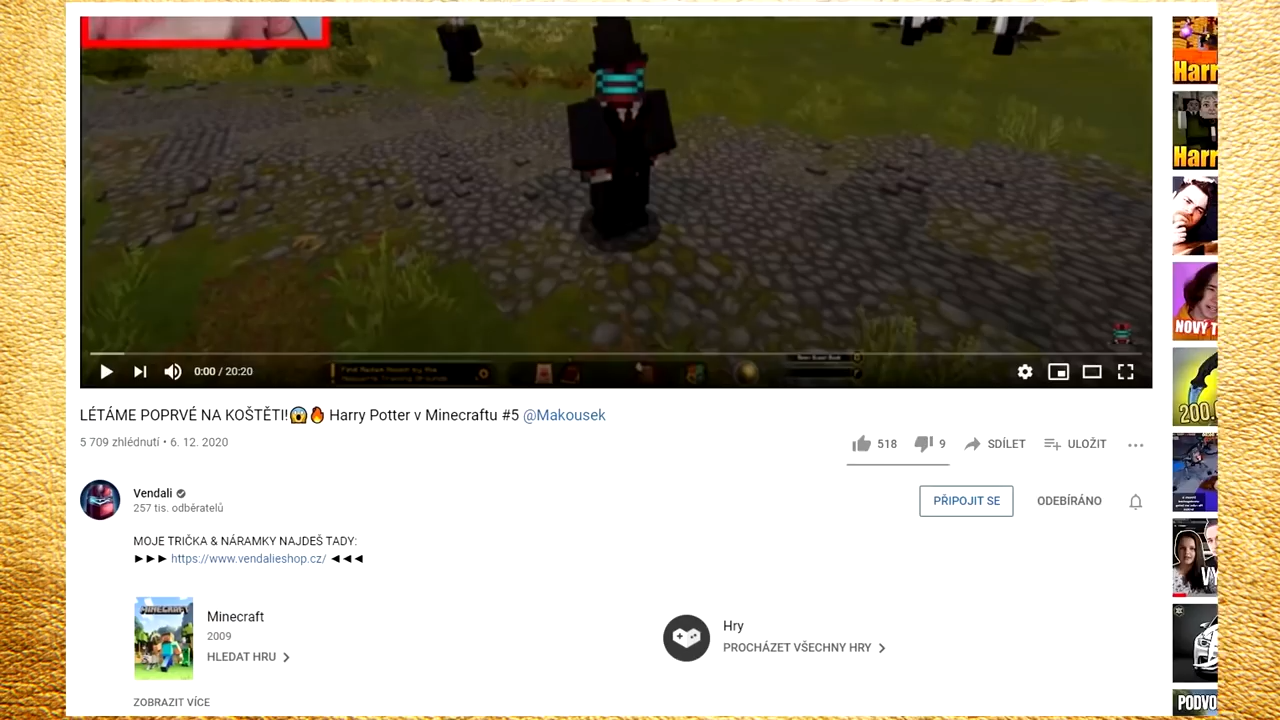 Harr
Harr
NOVÝ T
200.
VY
PODVO
0:00 / 20:20
LÉTÁME POPRVÉ NA KOŠTĚTI!😱🔥 Harry Potter v Minecraftu #5 @Makousek
5 709 zhlédnutí • 6. 12. 2020
518
9
SDÍLET
ULOŽIT
Vendali
257 tis. odběratelů
PŘIPOJIT SE
ODEBÍRÁNO
MOJE TRIČKA & NÁRAMKY NAJDEŠ TADY:
►►► https://www.vendalieshop.cz/ ◄◄◄
MINECRAFT
Minecraft
2009
HLEDAT HRU
Hry
PROCHÁZET VŠECHNY HRY
ZOBRAZIT VÍCE